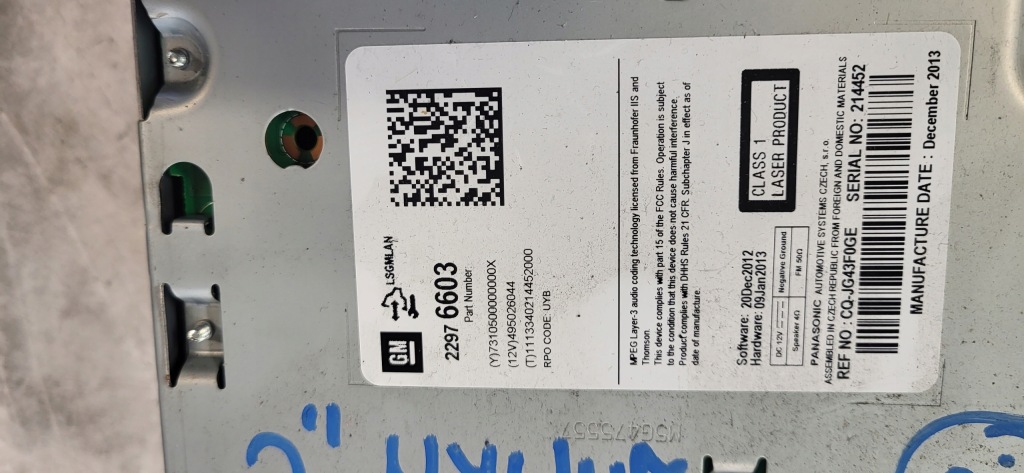 GM
LSGMLAN
2297 6603
Part Number
(Y)7310500000000X
(12V)495026044
(T)1113340214452000
RPO CODE: UYB
MPEG Layer-3 audio coding technology licensed from Fraunhofer IIS and
Thomson.
This device complies with part 15 of the FCC Rules. Operation is subject
to the condition that this device does not cause harmful interference.
Product complies with DHHS Rules 21 CFR. Subchapter J in effect as of
date of manufacture.
Software: 20Dec2012
Hardware: 09Jan2013
CLASS 1
LASER PRODUCT
DC 12V Negative Ground
Speaker 4Ω FM 50Ω
PANASONIC AUTOMOTIVE SYSTEMS CZECH, s.r.o.
ASSEMBLED IN CZECH REPUBLIC FROM FOREIGN AND DOMESTIC MATERIALS
REF NO : CQ-JG43F0GE SERIAL NO: 214452
MANUFACTURE DATE : December 2013